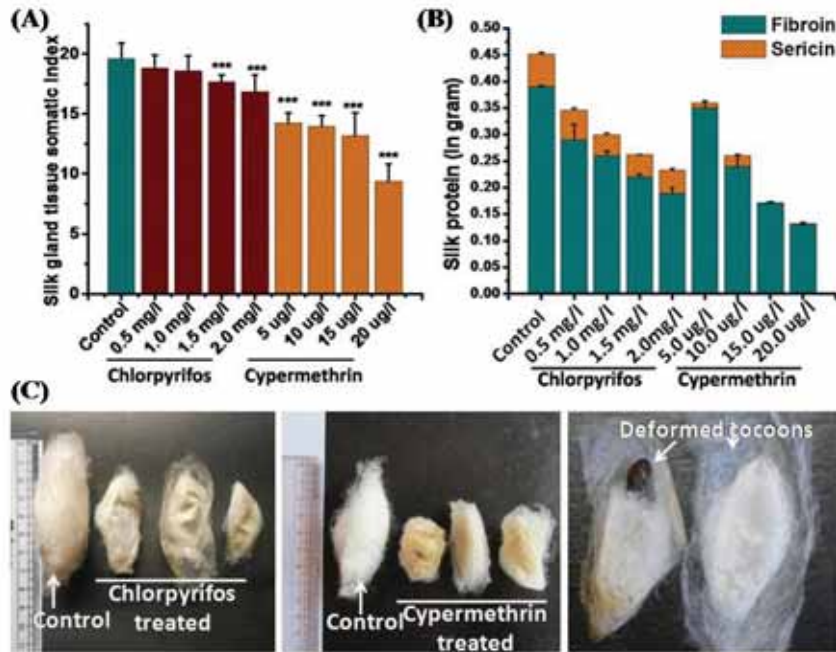 (A)
Silk gland tissue somatic index
20
15
10
5
0
***
***
***
***
***
***
Control
0.5 mg/l
1.0 mg/l
1.5 mg/l
2.0 mg/l
5 ug/l
10 ug/l
15 ug/l
20 ug/l
Chlorpyrifos
Cypermethrin
(B)
Silk protein (In gram)
0.50
0.45
0.40
0.35
0.30
0.25
0.20
0.15
0.10
0.05
0.00
Fibroin
Sericin
Control
0.5 mg/L
1.0 mg/L
1.5 mg/L
2.0mg/L
5.0 ug/l
10.0 ug/l
15.0 ug/l
20.0 ug/l
Chlorpyrifos
Cypermethrin
(C)
Control
Chlorpyrifos
treated
Control
Cypermethrin
treated
Deformed cocoons